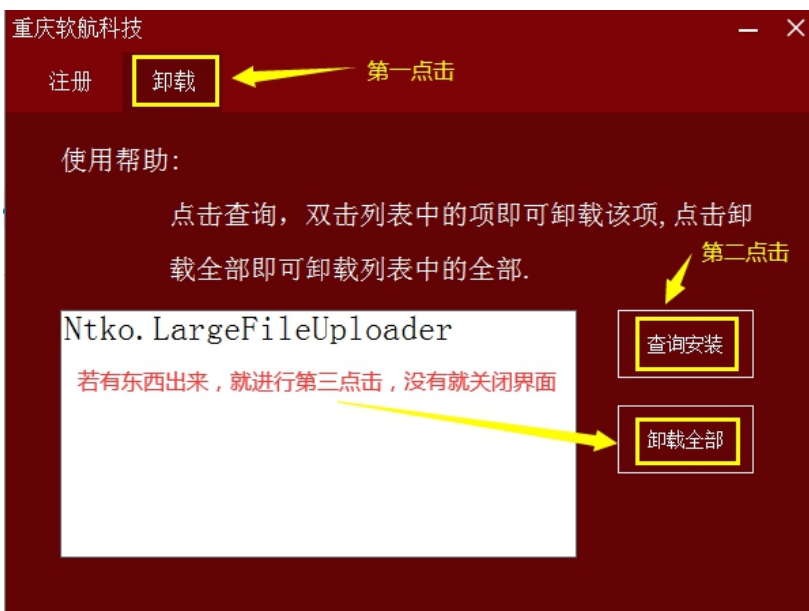 重庆软航科技
注册 卸载 第一点击
使用帮助:
点击查询，双击列表中的项即可卸载该项,点击卸
载全部即可卸载列表中的全部.
第二点击
Ntko.LargeFileUploader
查询安装
若有东西出来，就进行第三点击，没有就关闭界面
卸载全部